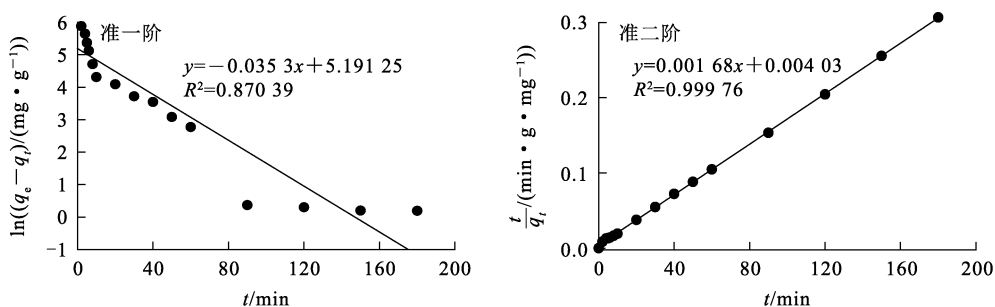 准一阶
y=−0.035 3x+5.191 25
R²=0.870 39
ln((qₑ−qₜ)/(mg·g⁻¹))
6
5
4
3
2
1
0
−1
0 40 80 120 160 200
t/min
准二阶
y=0.001 68x+0.004 03
R²=0.999 76
t/qₜ/(min·g·mg⁻¹)
0.3
0.2
0.1
0.0
0 40 80 120 160 200
t/min